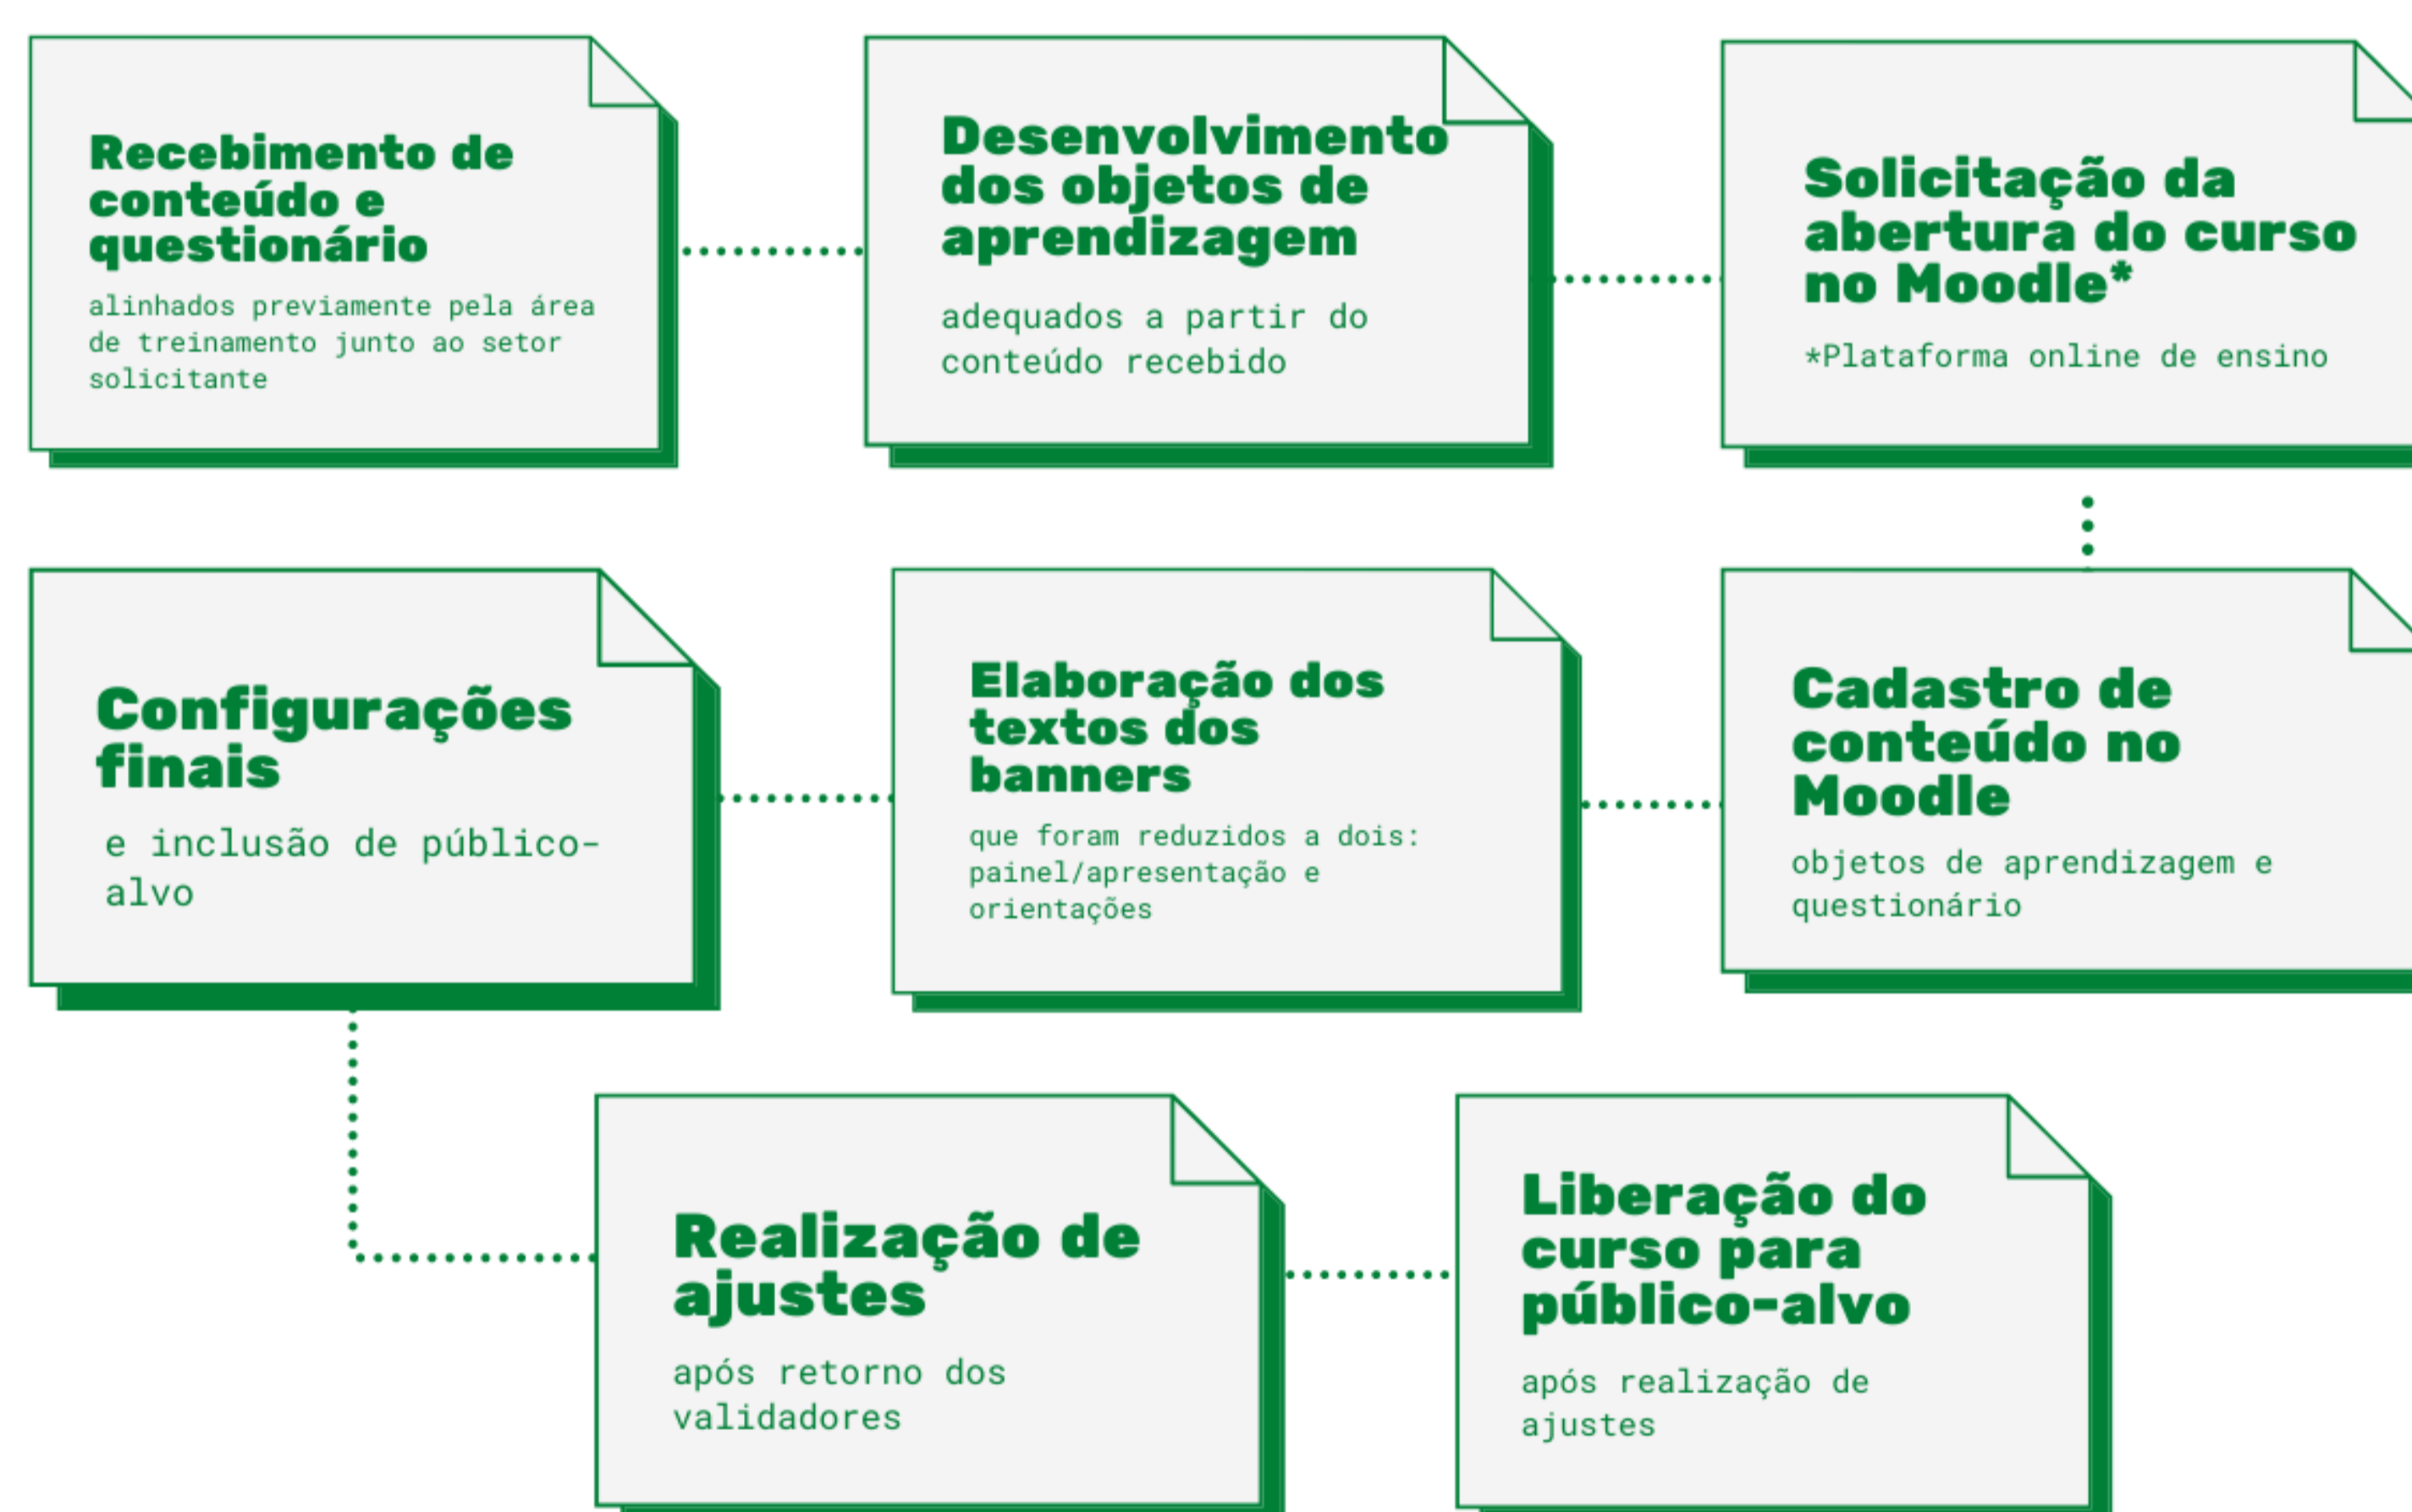 Recebimento de
conteúdo e
questionário
alinhados previamente pela área
de treinamento junto ao setor
solicitante
Desenvolvimento
dos objetos de
aprendizagem
adequados a partir do
conteúdo recebido
Solicitação da
abertura do curso
no Moodle*
*Plataforma online de ensino
Configurações
finais
e inclusão de público-
alvo
Elaboração dos
textos dos
banners
que foram reduzidos a dois:
painel/apresentação e
orientações
Cadastro de
conteúdo no
Moodle
objetos de aprendizagem e
questionário
Realização de
ajustes
após retorno dos
validadores
Liberação do
curso para
público-alvo
após realização de
ajustes